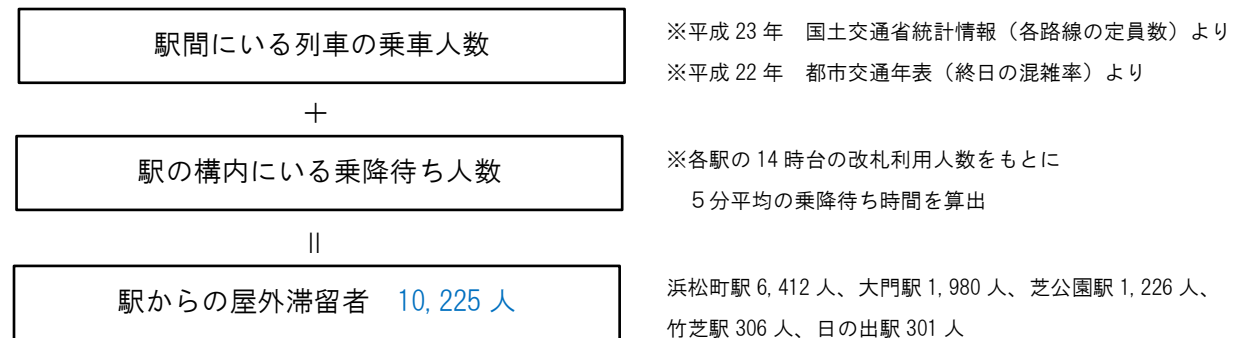 駅間にいる列車の乗車人数
※平成23年　国土交通省統計情報（各路線の定員数）より
※平成22年　都市交通年表（終日の混雑率）より
＋
駅の構内にいる乗降待ち人数
※各駅の14時台の改札利用人数をもとに
５分平均の乗降待ち時間を算出
＝
駅からの屋外滞留者　10,225人
浜松町駅6,412人、大門駅1,980人、芝公園駅1,226人、
竹芝駅306人、日の出駅301人